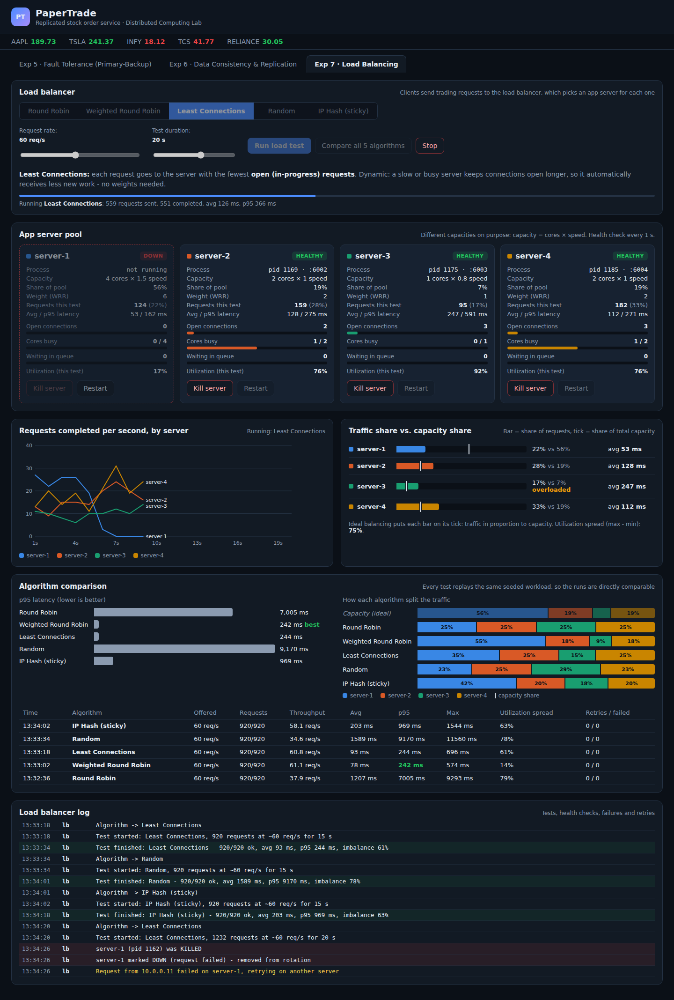 PT
PaperTrade
Replicated stock order service · Distributed Computing Lab
AAPL 189.73 TSLA 241.37 INFY 18.12 TCS 41.77 RELIANCE 30.05
Exp 5 · Fault Tolerance (Primary-Backup) Exp 6 · Data Consistency & Replication Exp 7 · Load Balancing
Load balancer Clients send trading requests to the load balancer, which picks an app server for each one
Round Robin Weighted Round Robin Least Connections Random IP Hash (sticky)
Request rate: Test duration:
60 req/s 20 s
Run load test Compare all 5 algorithms Stop
Least Connections: each request goes to the server with the fewest open (in-progress) requests. Dynamic: a slow or busy server keeps connections open longer, so it automatically
receives less new work - no weights needed.
Running Least Connections: 559 requests sent, 551 completed, avg 126 ms, p95 366 ms
App server pool Different capacities on purpose: capacity = cores × speed. Health check every 1 s.
server-1 DOWN
Process not running
Capacity 4 cores × 1.5 speed
Share of pool 56%
Weight (WRR) 6
Requests this test 124 (22%)
Avg / p95 latency 53 / 162 ms
Open connections 0
Cores busy 0 / 4
Waiting in queue 0
Utilization (this test) 17%
Kill server Restart
server-2 HEALTHY
Process pid 1169 · :6002
Capacity 2 cores × 1 speed
Share of pool 19%
Weight (WRR) 2
Requests this test 159 (28%)
Avg / p95 latency 128 / 275 ms
Open connections 2
Cores busy 1 / 2
Waiting in queue 0
Utilization (this test) 76%
Kill server Restart
server-3 HEALTHY
Process pid 1175 · :6003
Capacity 1 cores × 0.8 speed
Share of pool 7%
Weight (WRR) 1
Requests this test 95 (17%)
Avg / p95 latency 247 / 591 ms
Open connections 3
Cores busy 0 / 1
Waiting in queue 0
Utilization (this test) 92%
Kill server Restart
server-4 HEALTHY
Process pid 1185 · :6004
Capacity 2 cores × 1 speed
Share of pool 19%
Weight (WRR) 2
Requests this test 182 (33%)
Avg / p95 latency 112 / 271 ms
Open connections 3
Cores busy 1 / 2
Waiting in queue 0
Utilization (this test) 76%
Kill server Restart
Requests completed per second, by server Running: Least Connections
40
30
20
10
0
server-4
server-2
server-3
server-1
1s 4s 7s 10s 13s 16s 19s
server-1 server-2 server-3 server-4
Traffic share vs. capacity share Bar = share of requests, tick = share of total capacity
server-1 22% vs 56% avg 53 ms
server-2 28% vs 19% avg 128 ms
server-3 17% vs 7% avg 247 ms
overloaded
server-4 33% vs 19% avg 112 ms
Ideal balancing puts each bar on its tick: traffic in proportion to capacity. Utilization spread (max - min):
75%.
Algorithm comparison Every test replays the same seeded workload, so the runs are directly comparable
p95 latency (lower is better)
Round Robin 7,005 ms
Weighted Round Robin 242 ms best
Least Connections 244 ms
Random 9,170 ms
IP Hash (sticky) 969 ms
How each algorithm split the traffic
Capacity (ideal) 56% 19% 19%
Round Robin 25% 25% 25% 25%
Weighted Round Robin 55% 18% 9% 18%
Least Connections 35% 25% 15% 25%
Random 23% 25% 29% 23%
IP Hash (sticky) 42% 20% 18% 20%
server-1 server-2 server-3 server-4 capacity share
Time Algorithm Offered Requests Throughput Avg p95 Max Utilization spread Retries / failed
13:34:02 IP Hash (sticky) 60 req/s 920/920 58.1 req/s 203 ms 969 ms 1544 ms 63% 0 / 0
13:33:34 Random 60 req/s 920/920 34.6 req/s 1589 ms 9170 ms 11560 ms 78% 0 / 0
13:33:18 Least Connections 60 req/s 920/920 60.8 req/s 93 ms 244 ms 696 ms 61% 0 / 0
13:33:02 Weighted Round Robin 60 req/s 920/920 61.1 req/s 78 ms 242 ms 574 ms 14% 0 / 0
13:32:36 Round Robin 60 req/s 920/920 37.9 req/s 1207 ms 7005 ms 9293 ms 79% 0 / 0
Load balancer log Tests, health checks, failures and retries
13:33:18 lb Algorithm -> Least Connections
13:33:18 lb Test started: Least Connections, 920 requests at ~60 req/s for 15 s
13:33:34 lb Test finished: Least Connections - 920/920 ok, avg 93 ms, p95 244 ms, imbalance 61%
13:33:34 lb Algorithm -> Random
13:33:34 lb Test started: Random, 920 requests at ~60 req/s for 15 s
13:34:01 lb Test finished: Random - 920/920 ok, avg 1589 ms, p95 9170 ms, imbalance 78%
13:34:01 lb Algorithm -> IP Hash (sticky)
13:34:02 lb Test started: IP Hash (sticky), 920 requests at ~60 req/s for 15 s
13:34:18 lb Test finished: IP Hash (sticky) - 920/920 ok, avg 203 ms, p95 969 ms, imbalance 63%
13:34:20 lb Algorithm -> Least Connections
13:34:20 lb Test started: Least Connections, 1232 requests at ~60 req/s for 20 s
13:34:26 lb server-1 (pid 1162) was KILLED
13:34:26 lb server-1 marked DOWN (request failed) - removed from rotation
13:34:26 lb Request from 10.0.0.11 failed on server-1, retrying on another server